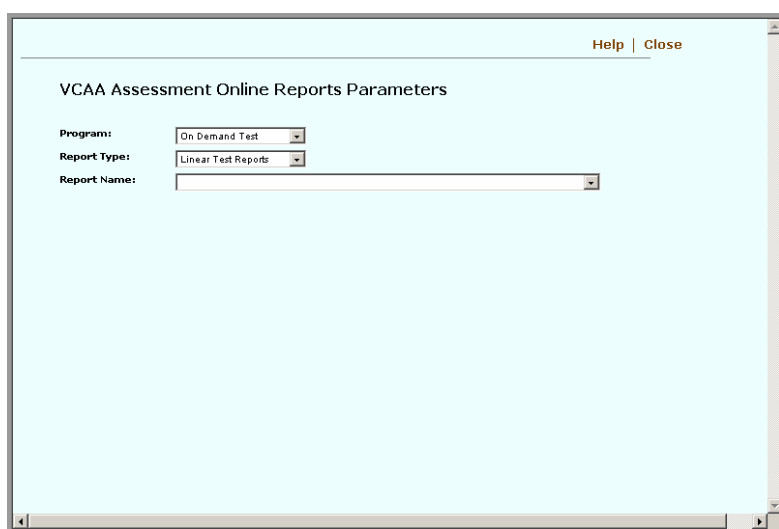 Help | Close
VCAA Assessment Online Reports Parameters
Program: On Demand Test
Report Type: Linear Test Reports
Report Name: